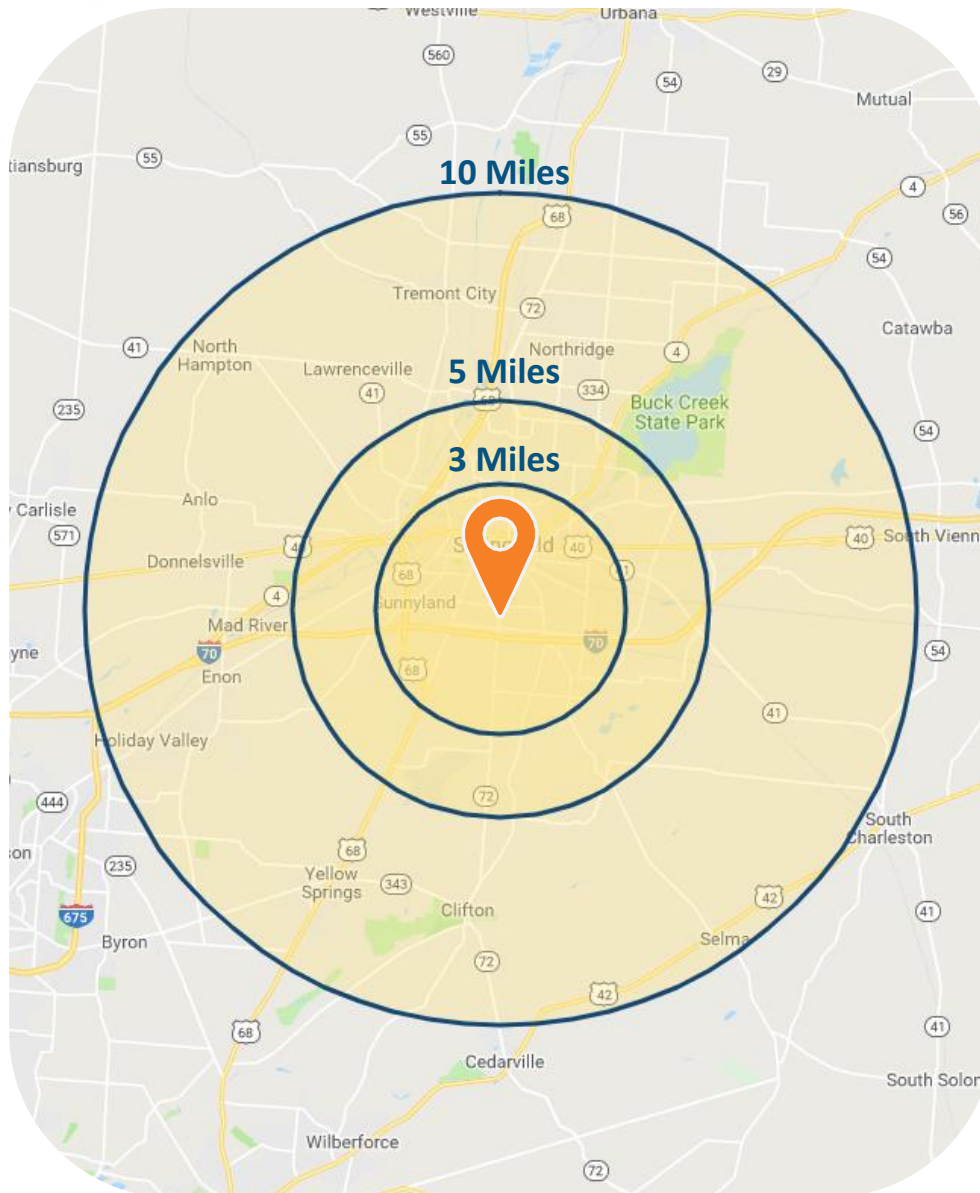 Westville
Urbana
560
54
29
Mutual
55
55
tiansburg
10 Miles
4
68
56
54
Tremont City
72
Catawba
41
North
Hampton
Northridge
4
Lawrenceville
5 Miles
41
68
334
Buck Creek
State Park
235
54
3 Miles
Anlo
Carlisle
571
40
40
40
South Vienn
Donnelsville
68
4
Sunnyland
Mad River
70
70
54
yne
Enon
68
41
Holiday Valley
444
72
South
Charleston
son
235
68
Yellow
Springs
343
42
675
Clifton
41
Byron
Selma
72
42
68
41
Cedarville
South Solon
Wilberforce
72